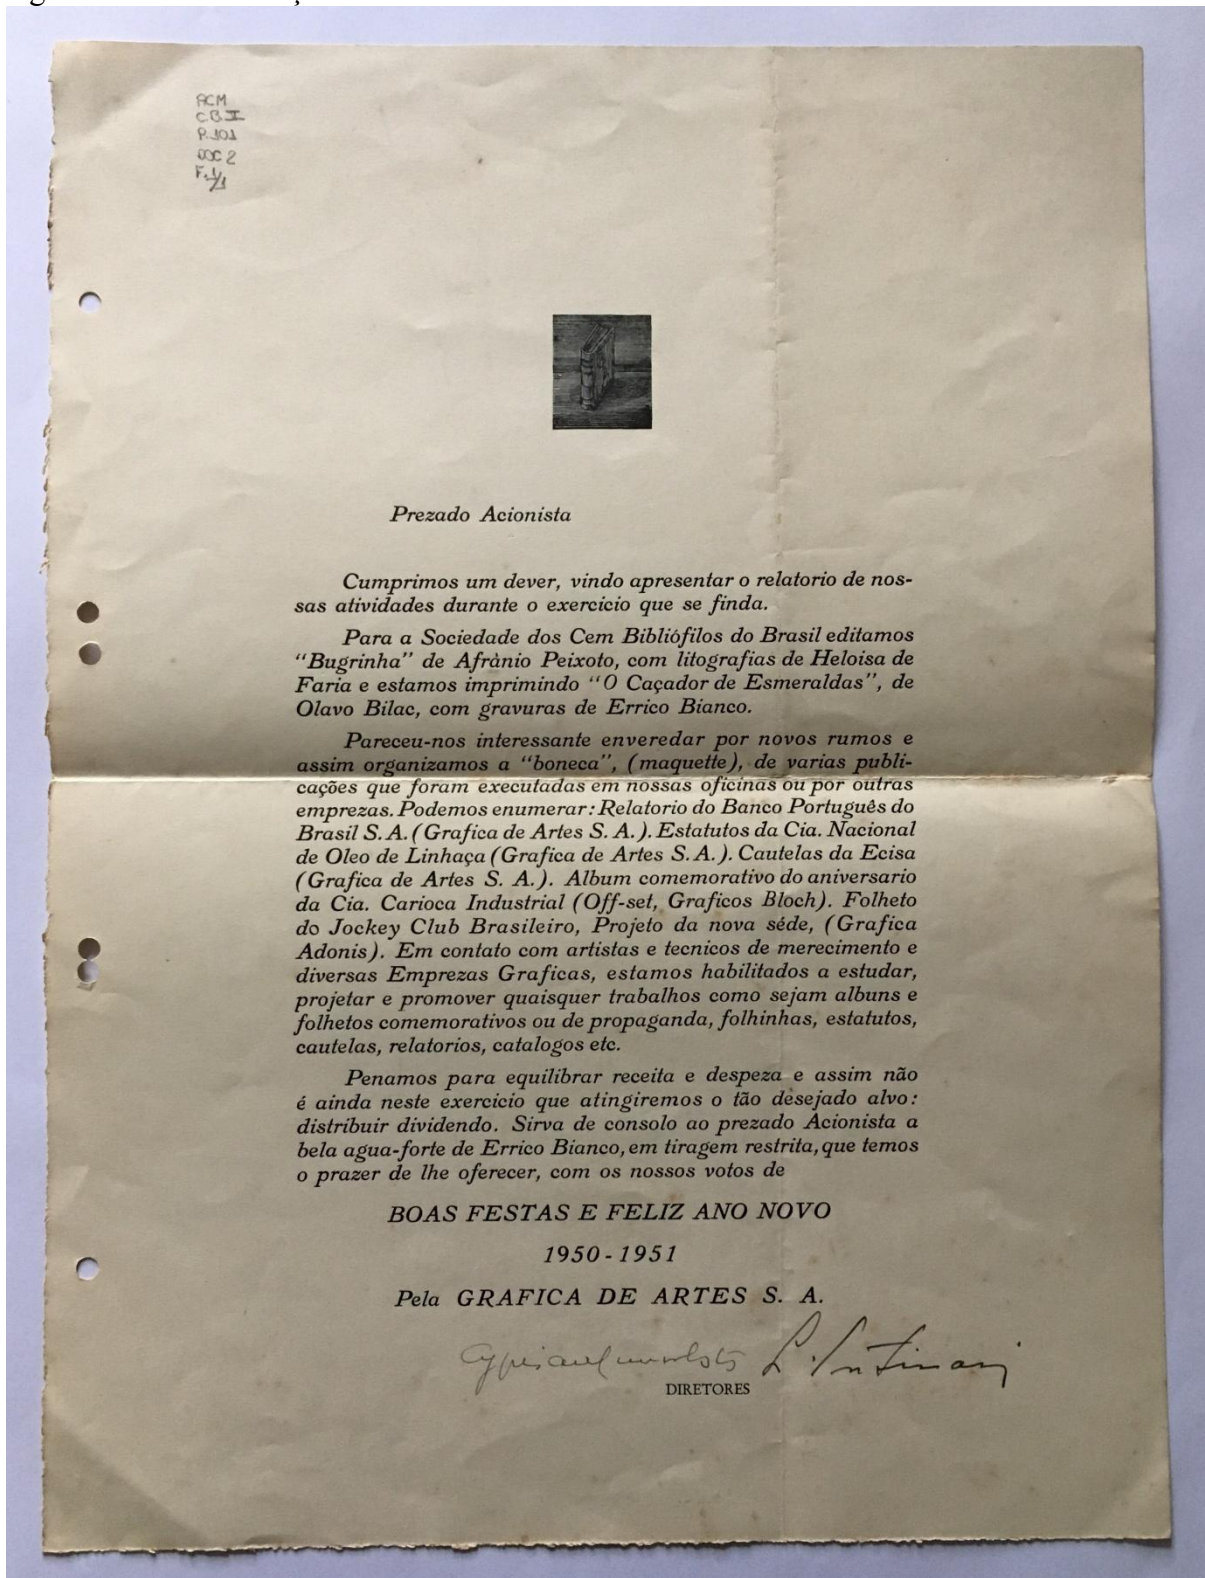 ACM
C.B.I
P.101
DOC 2
F.1/1
Prezado Acionista
Cumprimos um dever, vindo apresentar o relatorio de nos-
sas atividades durante o exercicio que se finda.
Para a Sociedade dos Cem Bibliófilos do Brasil editamos
"Bugrinha" de Afrânio Peixoto, com litografias de Heloisa de
Faria e estamos imprimindo "O Caçador de Esmeraldas", de
Olavo Bilac, com gravuras de Errico Bianco.
Pareceu-nos interessante enveredar por novos rumos e
assim organizamos a "boneca", (maquette), de varias publi-
cações que foram executadas em nossas oficinas ou por outras
emprezas. Podemos enumerar: Relatorio do Banco Português do
Brasil S. A. (Grafica de Artes S. A.). Estatutos da Cia. Nacional
de Oleo de Linhaça (Grafica de Artes S. A.). Cautelas da Ecisa
(Grafica de Artes S. A.). Album comemorativo do aniversario
da Cia. Carioca Industrial (Off-set, Graficos Bloch). Folheto
do Jockey Club Brasileiro, Projeto da nova séde, (Grafica
Adonis). Em contato com artistas e tecnicos de merecimento e
diversas Emprezas Graficas, estamos habilitados a estudar,
projetar e promover quaisquer trabalhos como sejam albuns e
folhetos comemorativos ou de propaganda, folhinhas, estatutos,
cautelas, relatorios, catalogos etc.
Penamos para equilibrar receita e despeza e assim não
é ainda neste exercicio que atingiremos o tão desejado alvo:
distribuir dividendo. Sirva de consolo ao prezado Acionista a
bela agua-forte de Errico Bianco, em tiragem restrita, que temos
o prazer de lhe oferecer, com os nossos votos de
BOAS FESTAS E FELIZ ANO NOVO
1950-1951
Pela GRAFICA DE ARTES S. A.
DIRETORES